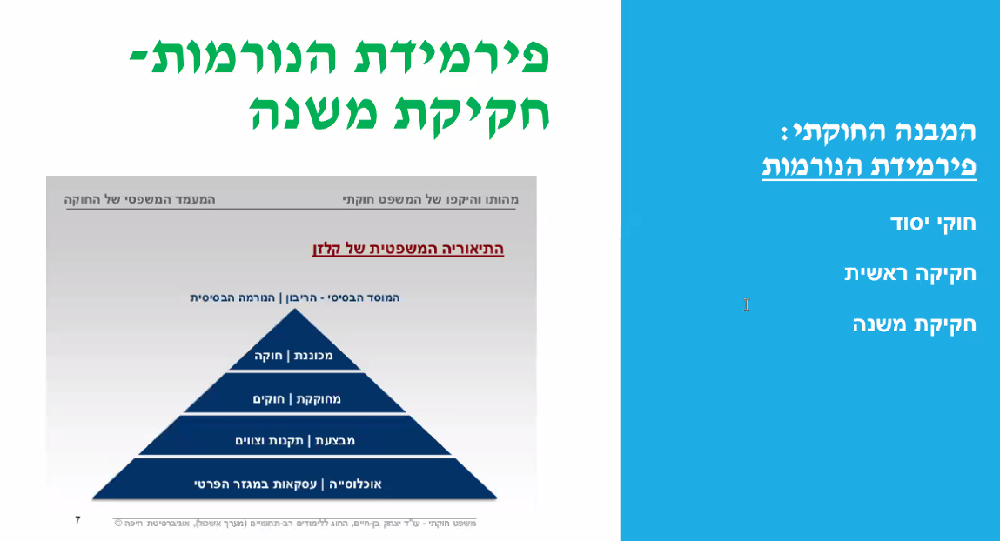 פירמידת הנורמות-
חקיקת משנה
המבנה החוקתי:
פירמידת הנורמות
חוקי יסוד
חקיקה ראשית
חקיקת משנה
מהותו והיקפו של המשפט חוקתי
המעמד המשפטי של החוקה
התיאוריה המשפטית של קלזן
המוסד הבסיסי - הריבון | הנורמה הבסיסית
מכוננת | חוקה
מחוקקת | חוקים
מבצעת | תקנות וצווים
אוכלוסייה | עסקאות במגזר הפרטי
משפט חוקתי - עו"ד יצחק בן-חיים, החוג ללימודים רב-תחומיים (מערך אשכול), אוניברסיטת חיפה ©
7